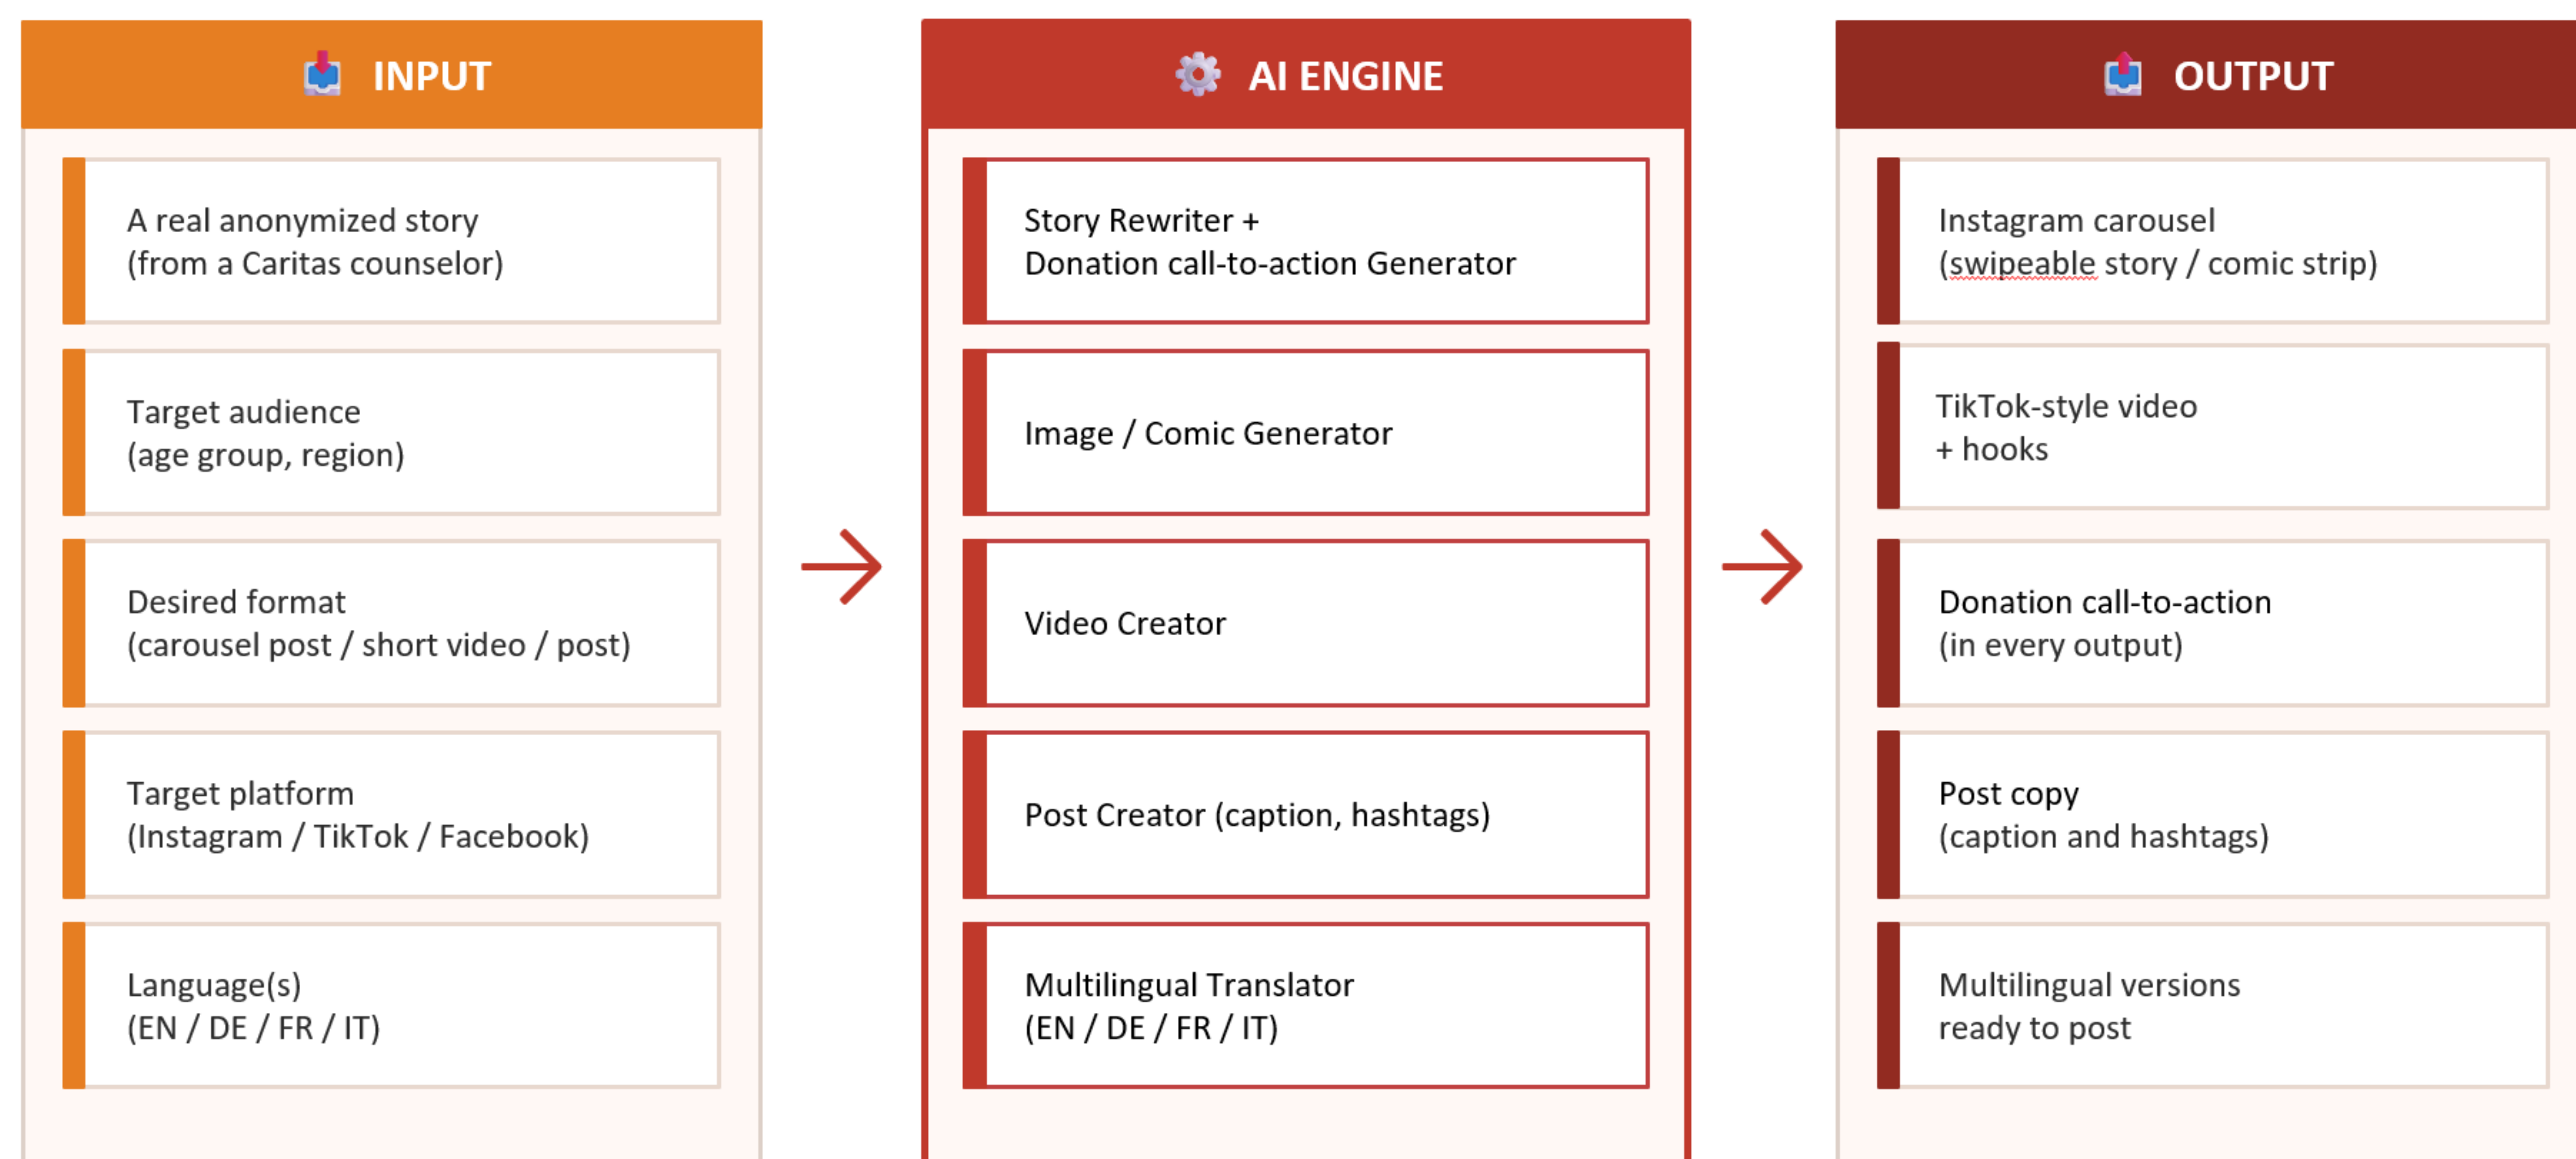 INPUT
A real anonymized story
(from a Caritas counselor)
Target audience
(age group, region)
Desired format
(carousel post / short video / post)
Target platform
(Instagram / TikTok / Facebook)
Language(s)
(EN / DE / FR / IT)
AI ENGINE
Story Rewriter +
Donation call-to-action Generator
Image / Comic Generator
Video Creator
Post Creator (caption, hashtags)
Multilingual Translator
(EN / DE / FR / IT)
OUTPUT
Instagram carousel
(swipeable story / comic strip)
TikTok-style video
+ hooks
Donation call-to-action
(in every output)
Post copy
(caption and hashtags)
Multilingual versions
ready to post